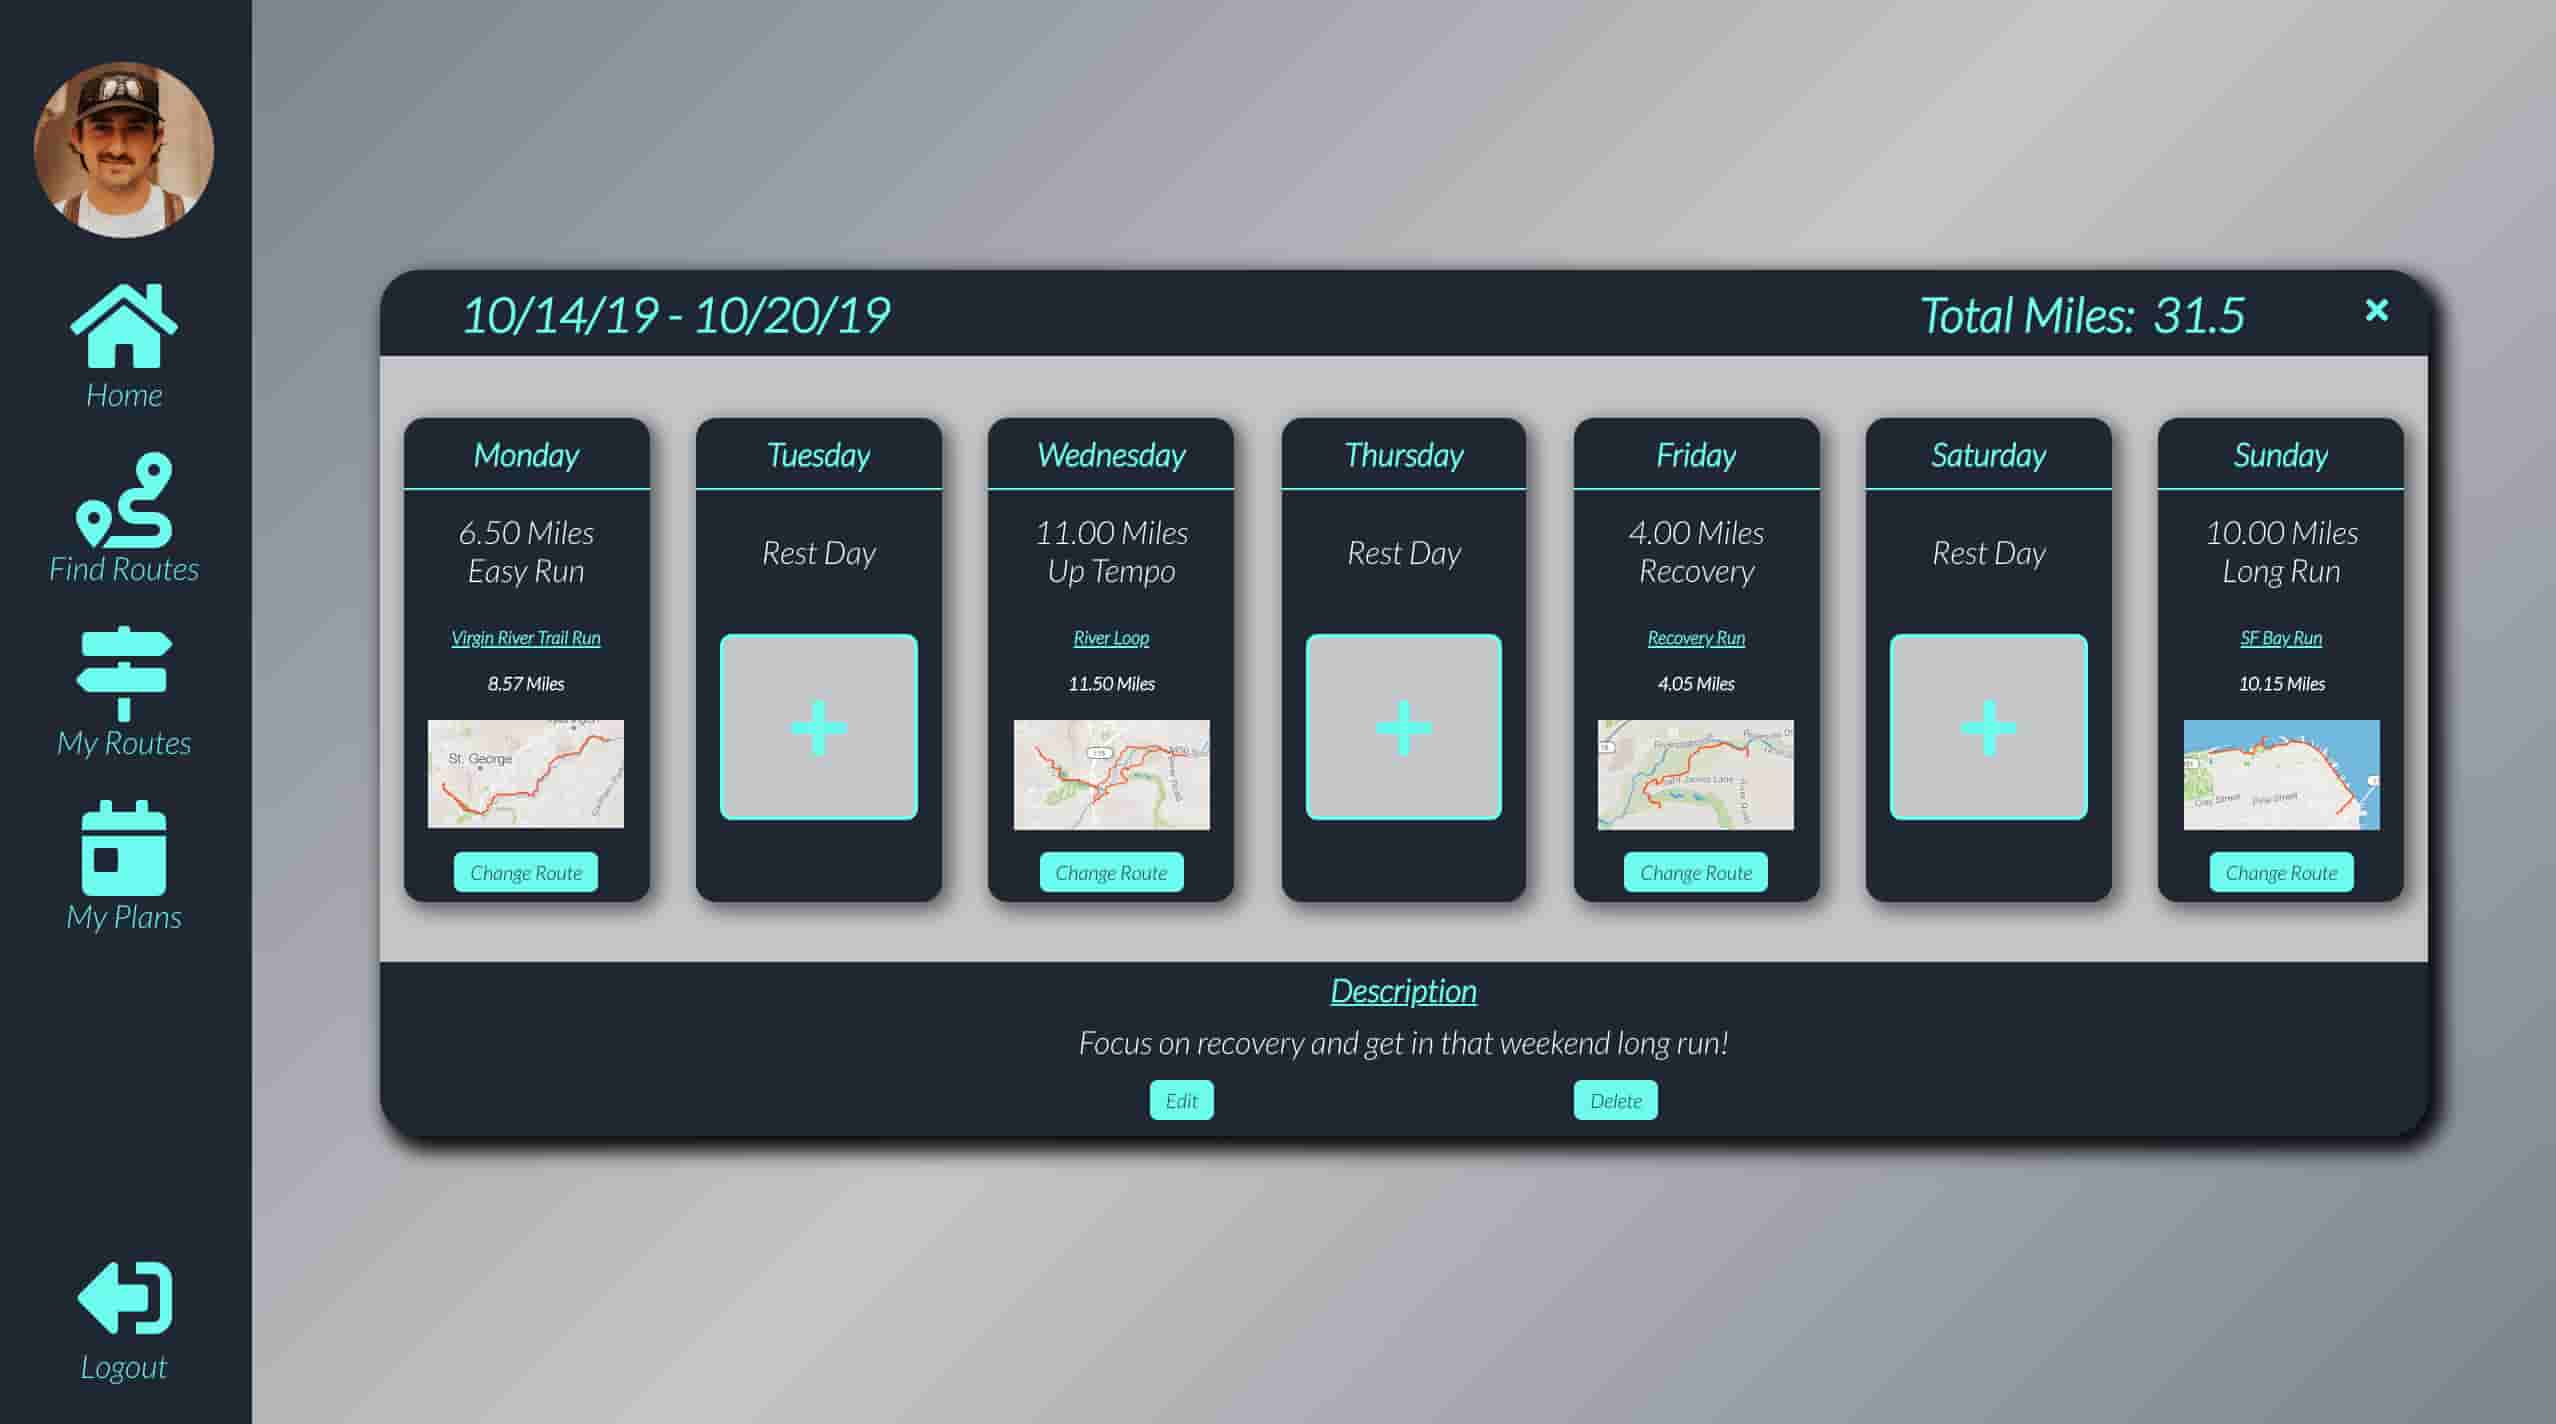 Home
Find Routes
My Routes
My Plans
Logout
10/14/19 - 10/20/19
Total Miles: 31.5
Monday
6.50 Miles
Easy Run
Virgin River Trail Run
8.57 Miles
St. George
Change Route
Tuesday
Rest Day
Wednesday
11.00 Miles
Up Tempo
River Loop
11.50 Miles
Change Route
Thursday
Rest Day
Friday
4.00 Miles
Recovery
Recovery Run
4.05 Miles
Change Route
Saturday
Rest Day
Sunday
10.00 Miles
Long Run
SF Bay Run
10.15 Miles
Clay Street
Pine Street
Change Route
Description
Focus on recovery and get in that weekend long run!
Edit
Delete